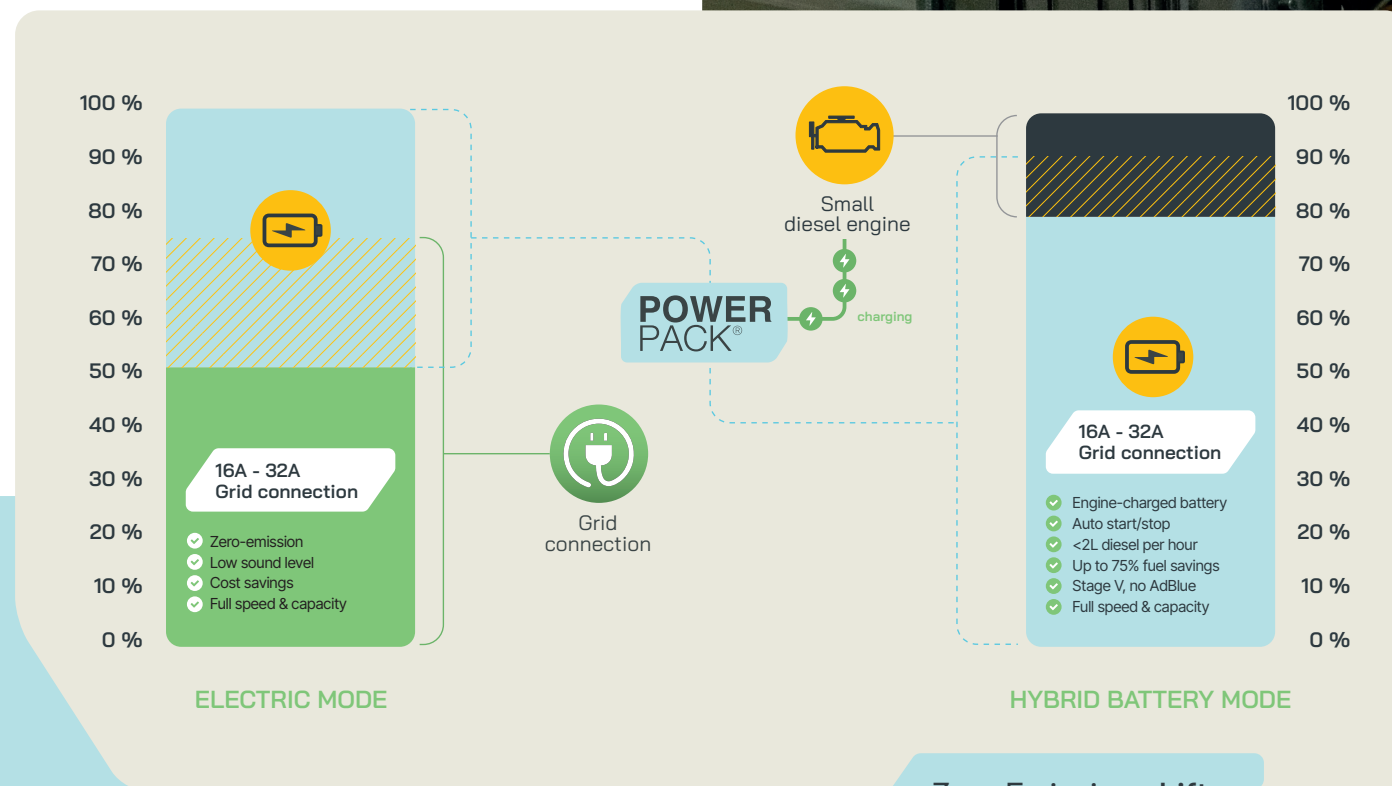 100 %
90 %
80 %
70 %
60 %
50 %
40 %
30 %
20 %
10 %
0 %
16A - 32A
Grid connection
Zero-emission
Low sound level
Cost savings
Full speed & capacity
ELECTRIC MODE
Small
diesel engine
POWER
PACK®
charging
Grid
connection
100 %
90 %
80 %
70 %
60 %
50 %
40 %
30 %
20 %
10 %
0 %
16A - 32A
Grid connection
Engine-charged battery
Auto start/stop
<2L diesel per hour
Up to 75% fuel savings
Stage V, no AdBlue
Full speed & capacity
HYBRID BATTERY MODE